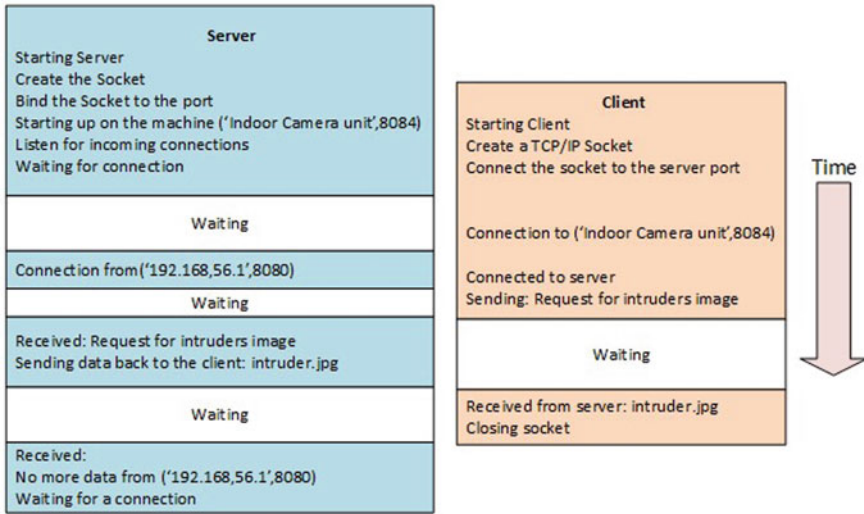 Server
Starting Server
Create the Socket
Bind the Socket to the port
Starting up on the machine (‘Indoor Camera unit’,8084)
Listen for incoming connections
Waiting for connection
Waiting
Connection from(‘192.168,56.1’,8080)
Waiting
Received: Request for intruders image
Sending data back to the client: intruder.jpg
Waiting
Received:
No more data from (‘192.168,56.1’,8080)
Waiting for a connection
Client
Starting Client
Create a TCP/IP Socket
Connect the socket to the server port
Connection to (‘Indoor Camera unit’,8084)
Connected to server
Sending: Request for intruders image
Waiting
Received from server: intruder.jpg
Closing socket
Time